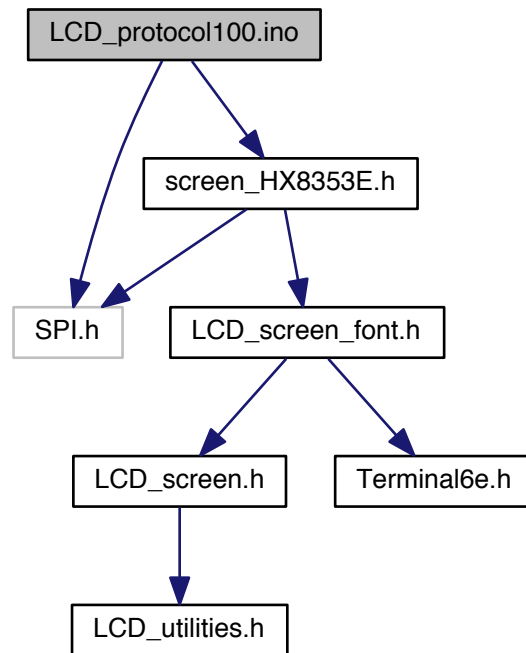 LCD_protocol100.ino
screen_HX8353E.h
SPI.h
LCD_screen_font.h
LCD_screen.h
Terminal6e.h
LCD_utilities.h